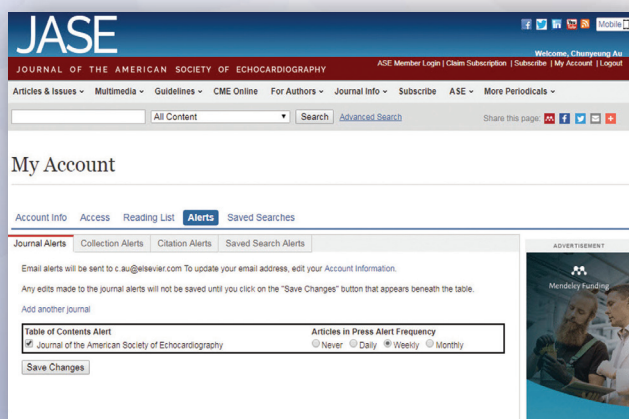 JASE
Mobile
Welcome, Chunyeung Au
JOURNAL OF THE AMERICAN SOCIETY OF ECHOCARDIOGRAPHY
ASE Member Login | Claim Subscription | Subscribe | My Account | Logout
Articles & Issues Multimedia Guidelines CME Online For Authors Journal Info Subscribe ASE More Periodicals
All Content Search Advanced Search Share this page:
My Account
Account Info Access Reading List Alerts Saved Searches
Journal Alerts Collection Alerts Citation Alerts Saved Search Alerts
ADVERTISEMENT
Email alerts will be sent to c.au@elsevier.com To update your email address, edit your Account Information.
Any edits made to the journal alerts will not be saved until you click on the "Save Changes" button that appears beneath the table.
Mendeley Funding
Add another journal
Table of Contents Alert Articles in Press Alert Frequency
Journal of the American Society of Echocardiography Never Daily Weekly Monthly
Save Changes